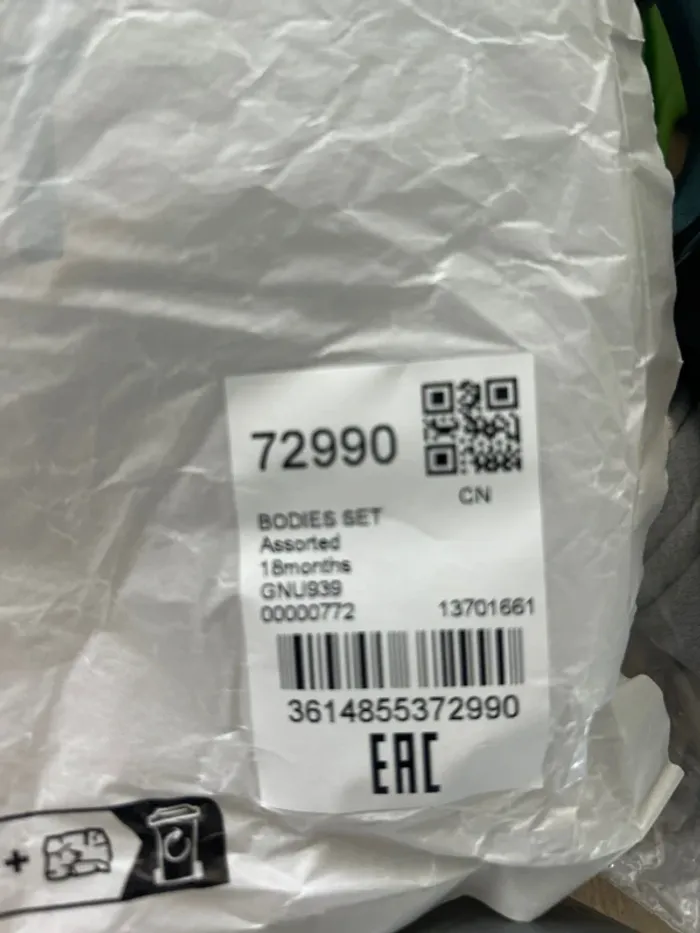 72990
CN
BODIES SET
Assorted
18months
GNU939
00000772 13701661
3614855372990
EAC
+